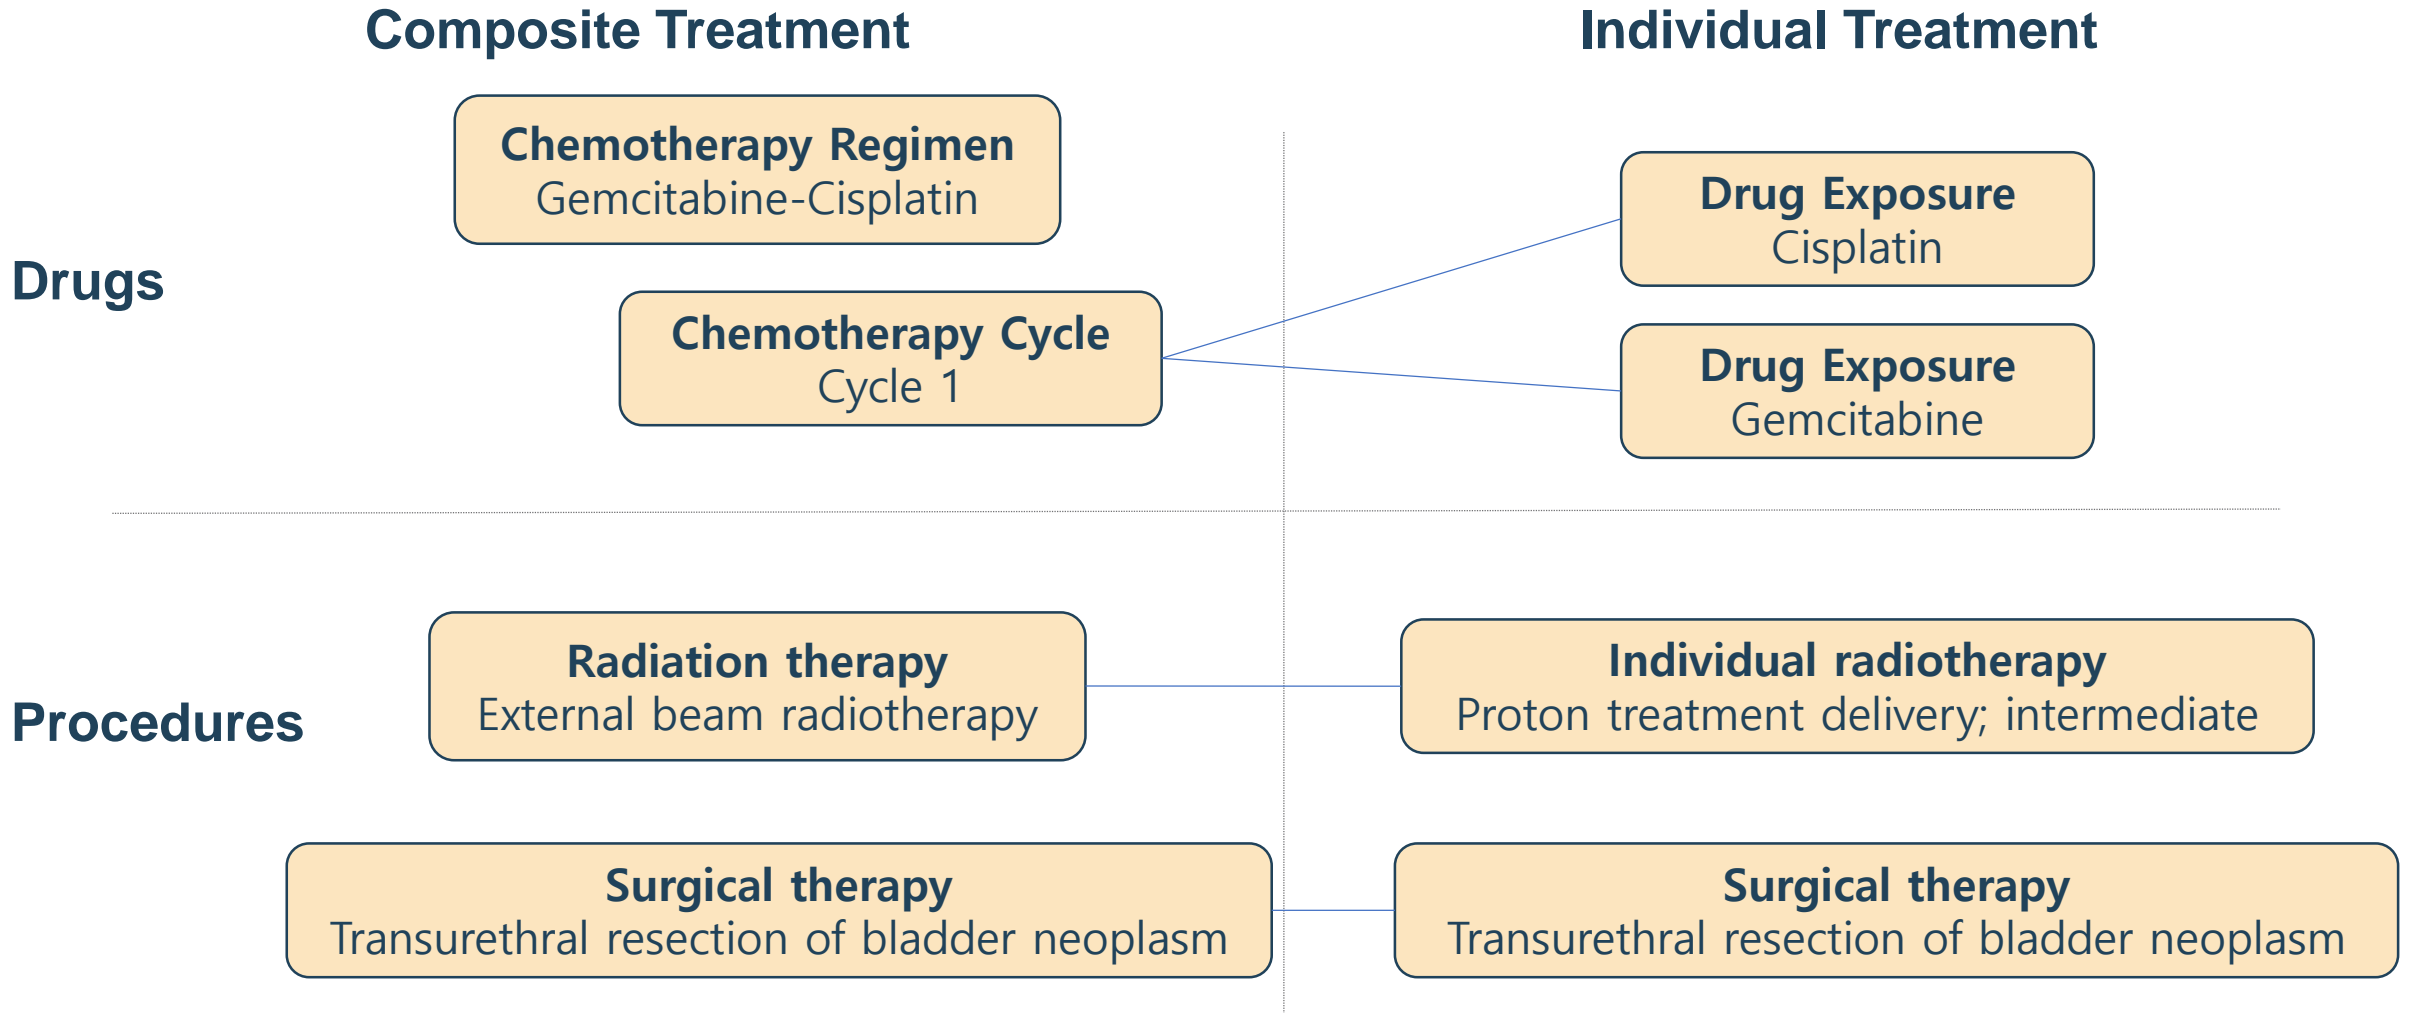 Composite Treatment
Individual Treatment
Drugs
Chemotherapy Regimen
Gemcitabine-Cisplatin
Chemotherapy Cycle
Cycle 1
Drug Exposure
Cisplatin
Drug Exposure
Gemcitabine
Procedures
Radiation therapy
External beam radiotherapy
Individual radiotherapy
Proton treatment delivery; intermediate
Surgical therapy
Transurethral resection of bladder neoplasm
Surgical therapy
Transurethral resection of bladder neoplasm